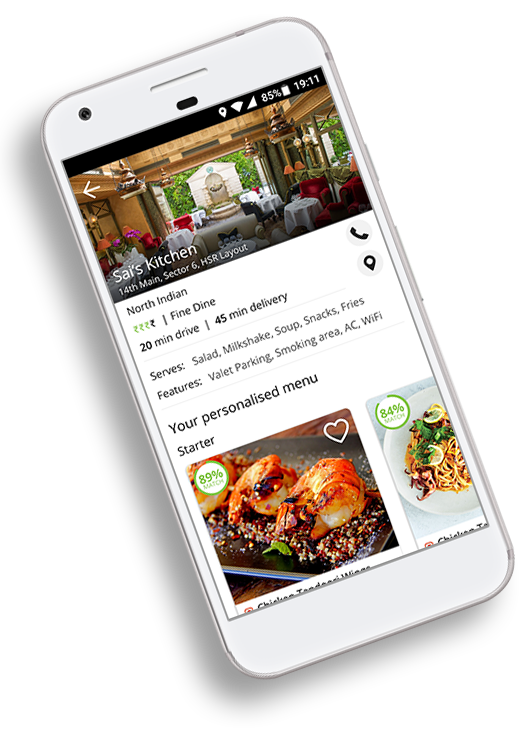 85% 19:11
Sai's Kitchen
14th Main, Sector 6, HSR Layout
North Indian
₹₹₹₹ | Fine Dine
20 min drive | 45 min delivery
Serves: Salad, Milkshake, Soup, Snacks, Fries
Features: Valet Parking, Smoking area, AC, WiFi
Your personalised menu
Starter
89%
MATCH
84%
MATCH
Chicken Tandoori Wings
Chicken